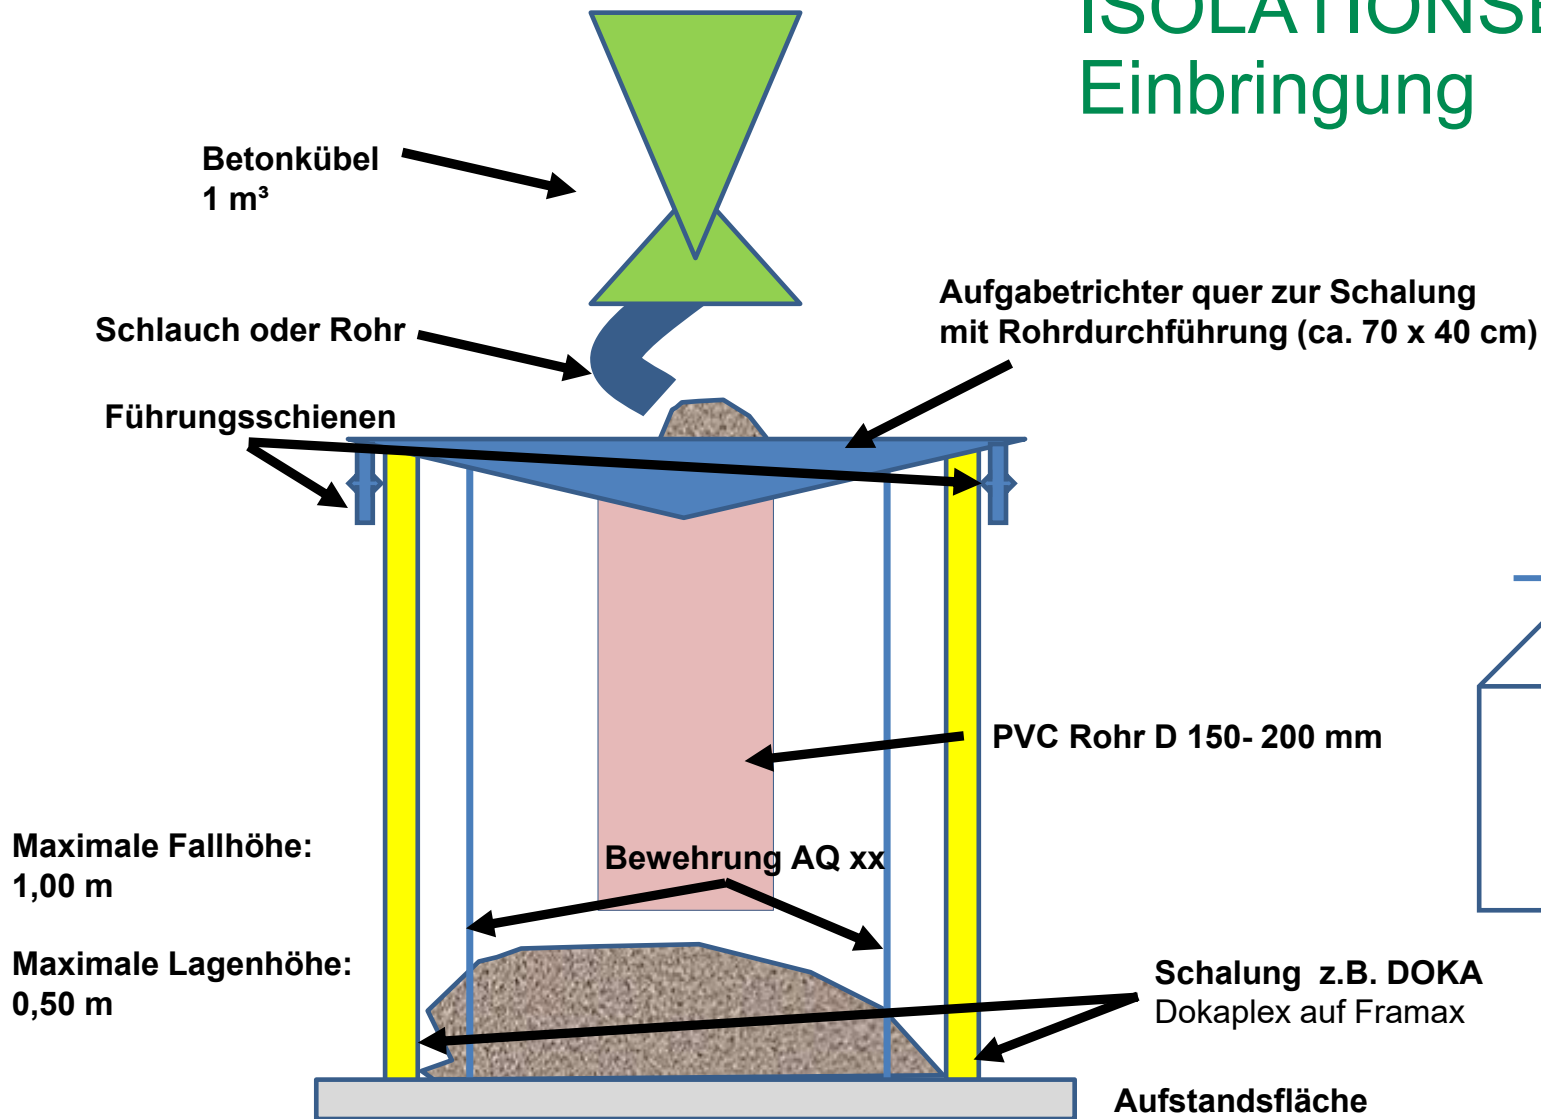 Einbringung
Betonkübel
1 m³
Aufgabetrichter quer zur Schalung
mit Rohrdurchführung (ca. 70 x 40 cm)
Schlauch oder Rohr
Führungsschienen
PVC Rohr D 150- 200 mm
Maximale Fallhöhe:
1,00 m
Bewehrung AQ xx
Maximale Lagenhöhe:
0,50 m
Schalung z.B. DOKA
Dokaplex auf Framax
Aufstandsfläche